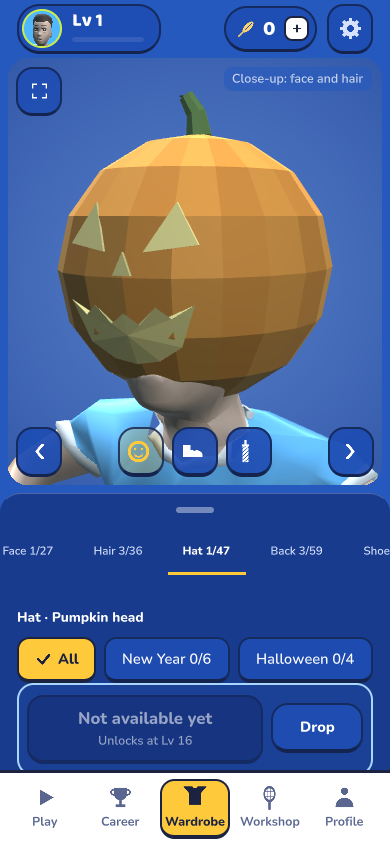 Lv 1
0
+
Close-up: face and hair
Face 1/27
Hair 3/36
Hat 1/47
Back 3/59
Shoe
Hat · Pumpkin head
All
New Year 0/6
Halloween 0/4
Not available yet
Unlocks at Lv 16
Drop
Play
Career
Wardrobe
Workshop
Profile